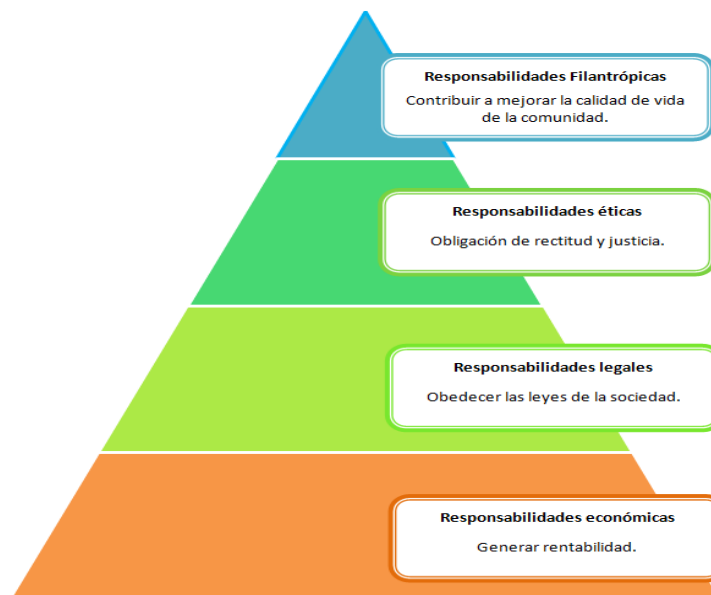 Responsabilidades Filantrópicas
Contribuir a mejorar la calidad de vida
de la comunidad.
Responsabilidades éticas
Obligación de rectitud y justicia.
Responsabilidades legales
Obedecer las leyes de la sociedad.
Responsabilidades económicas
Generar rentabilidad.